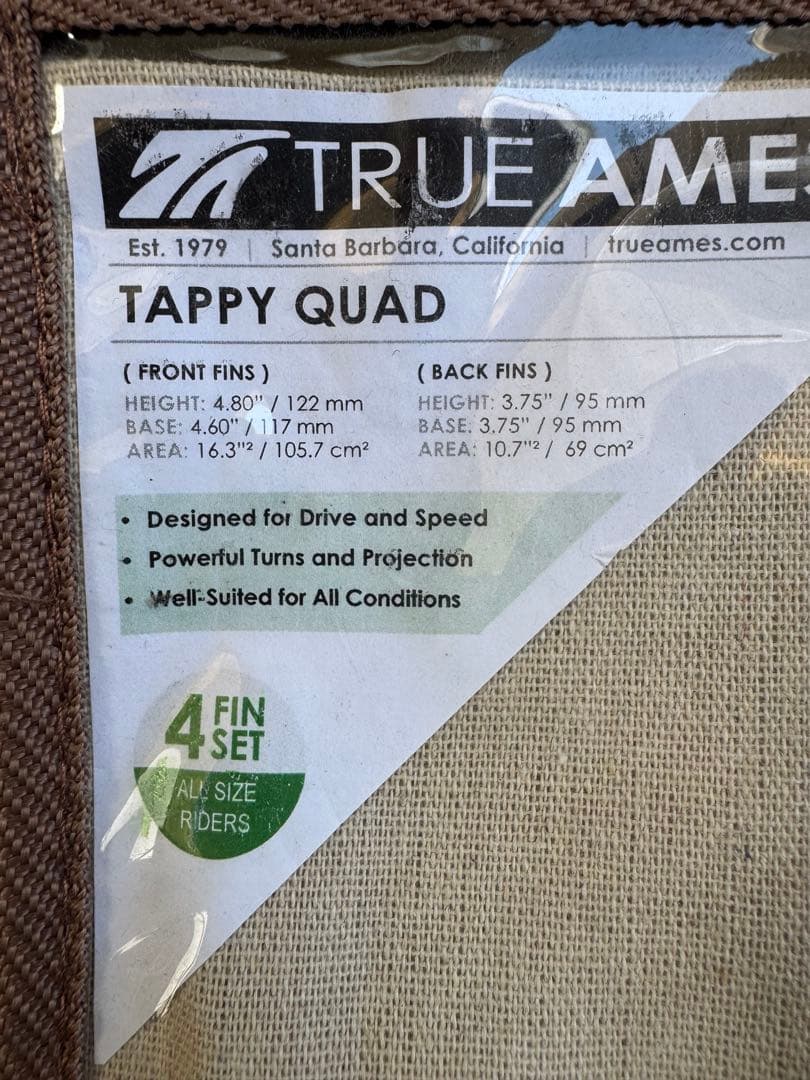 TRUE AMES
Est. 1979 | Santa Barbara, California | trueames.com
TAPPY QUAD
( FRONT FINS )
HEIGHT: 4.80" / 122 mm
BASE: 4.60" / 117 mm
AREA: 16.3"² / 105.7 cm²
( BACK FINS )
HEIGHT: 3.75" / 95 mm
BASE: 3.75" / 95 mm
AREA: 10.7"² / 69 cm²
• Designed for Drive and Speed
• Powerful Turns and Projection
• Well-Suited for All Conditions
4 FIN
SET
ALL SIZE
RIDERS